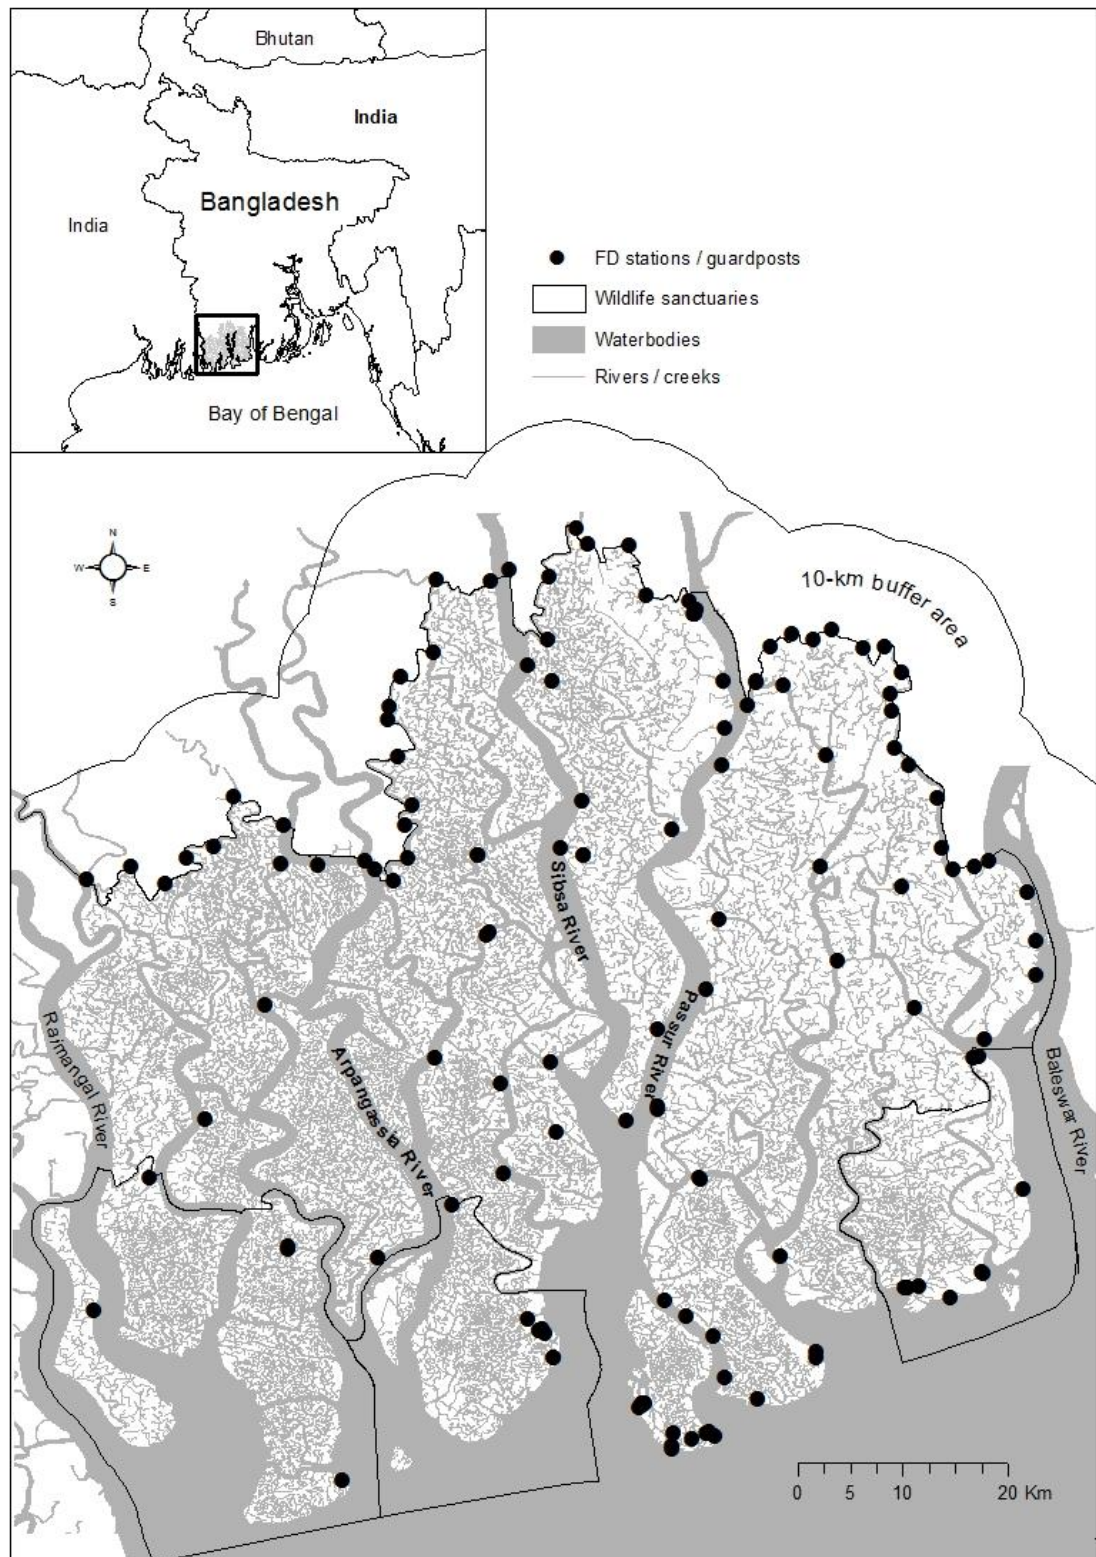 Bhutan
India
Bangladesh
India
Bay of Bengal
FD stations / guardposts
Wildlife sanctuaries
Waterbodies
Rivers / creeks
N
W E
S
10-km buffer area
Sibsa River
Passur River
Raimangal River
Arpangassia River
Baleswar River
0 5 10 20 Km